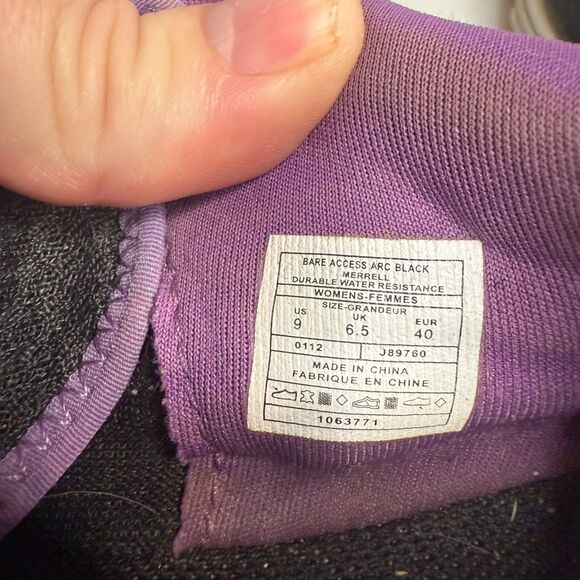 BARE ACCESS ARC BLACK
MERRELL
DURABLE WATER RESISTANCE
WOMENS-FEMMES
SIZE-GRANDEUR
US UK EUR
9 6.5 40
0112 J89760
MADE IN CHINA
FABRIQUE EN CHINE
1063771